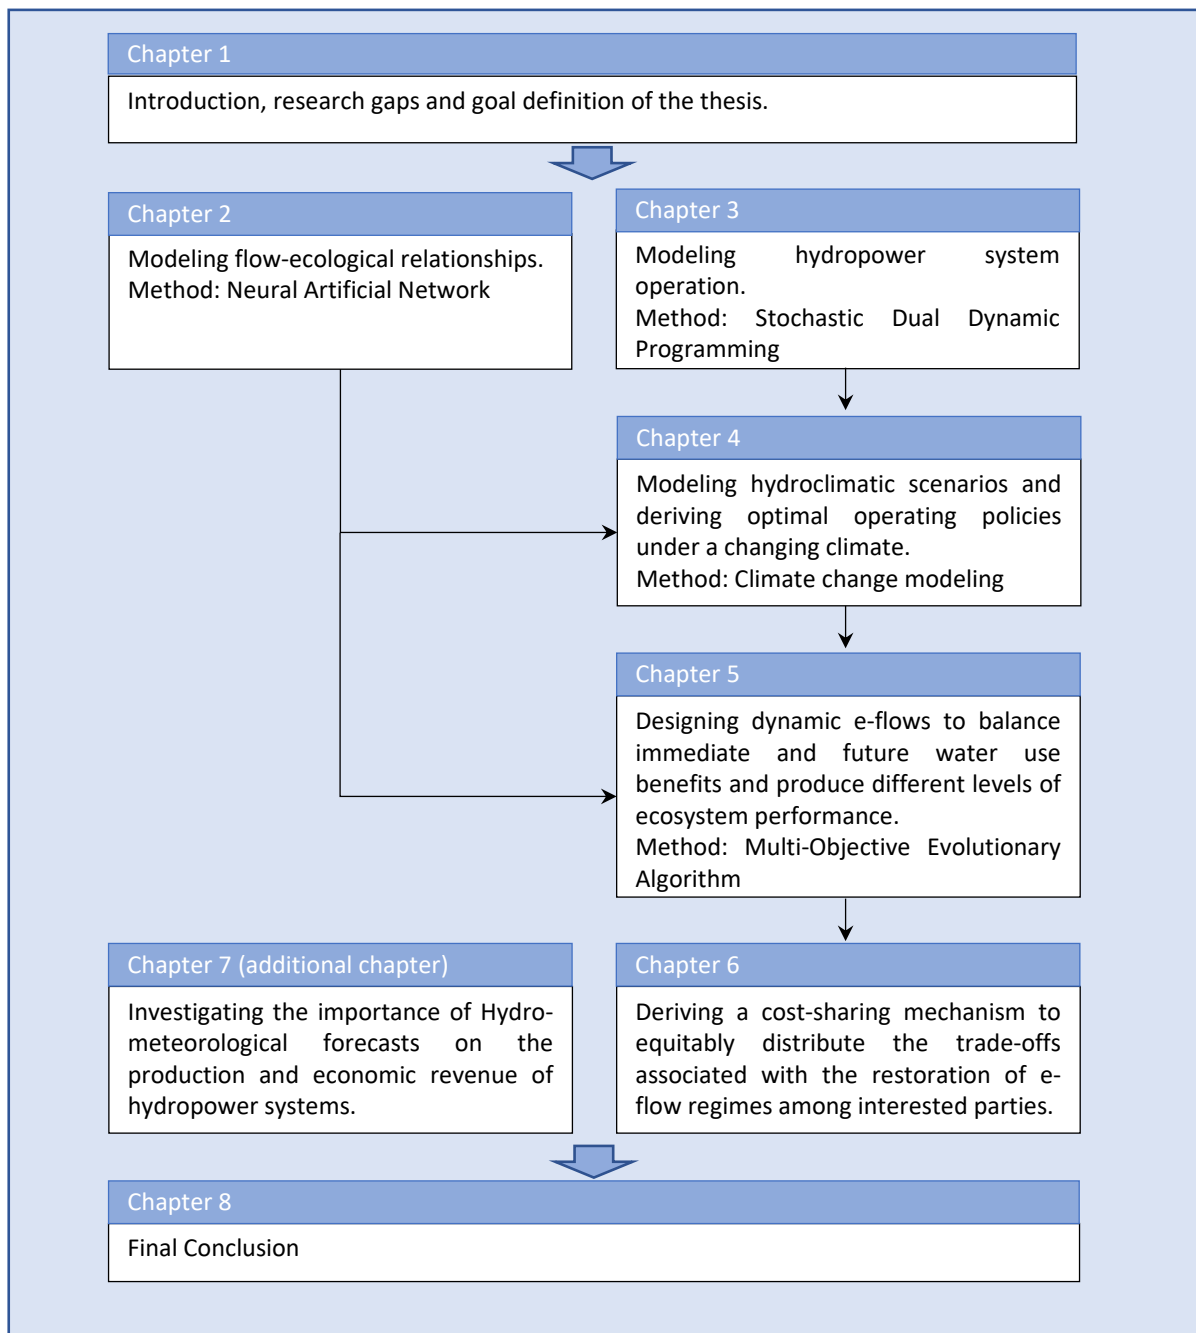 Chapter 1
Introduction, research gaps and goal definition of the thesis.
Chapter 2
Modeling flow-ecological relationships.
Method: Neural Artificial Network
Chapter 3
Modeling hydropower system
operation.
Method: Stochastic Dual Dynamic
Programming
Chapter 4
Modeling hydroclimatic scenarios and
deriving optimal operating policies
under a changing climate.
Method: Climate change modeling
Chapter 5
Designing dynamic e-flows to balance
immediate and future water use
benefits and produce different levels of
ecosystem performance.
Method: Multi-Objective Evolutionary
Algorithm
Chapter 7 (additional chapter)
Investigating the importance of Hydro-
meteorological forecasts on the
production and economic revenue of
hydropower systems.
Chapter 6
Deriving a cost-sharing mechanism to
equitably distribute the trade-offs
associated with the restoration of e-
flow regimes among interested parties.
Chapter 8
Final Conclusion